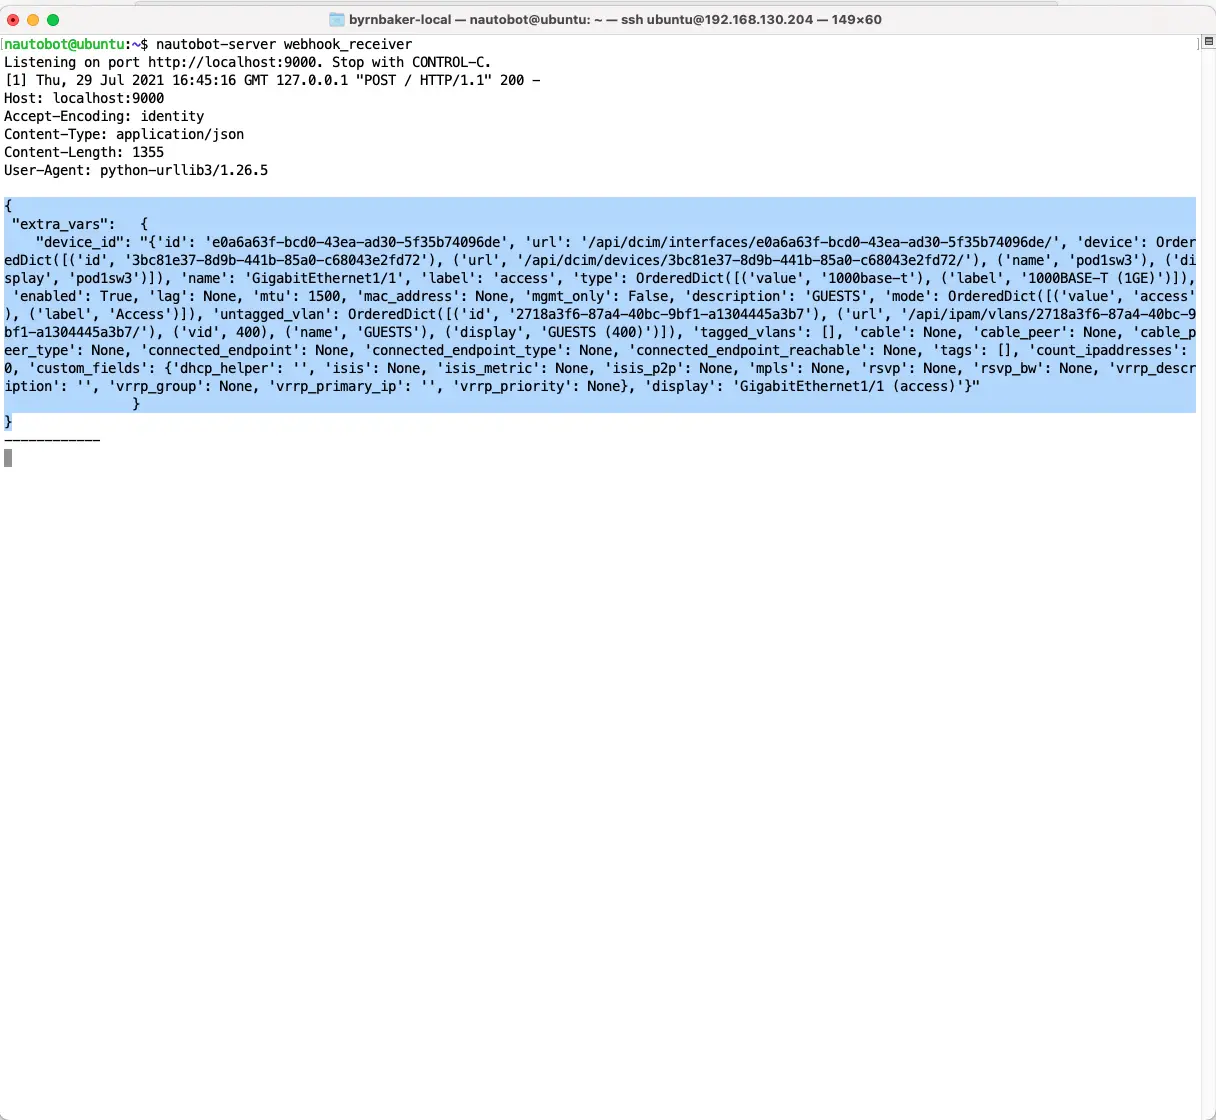 byrnbaker-local — nautobot@ubuntu: ~ — ssh ubuntu@192.168.130.204 — 149×60
[nautobot@ubuntu:~$ nautobot-server webhook_receiver ]
Listening on port http://localhost:9000. Stop with CONTROL-C.
[1] Thu, 29 Jul 2021 16:45:16 GMT 127.0.0.1 "POST / HTTP/1.1" 200 -
Host: localhost:9000
Accept-Encoding: identity
Content-Type: application/json
Content-Length: 1355
User-Agent: python-urllib3/1.26.5
{
 "extra_vars":   {
    "device_id": "{'id': 'e0a6a63f-bcd0-43ea-ad30-5f35b74096de', 'url': '/api/dcim/interfaces/e0a6a63f-bcd0-43ea-ad30-5f35b74096de/', 'device': Order
edDict([('id', '3bc81e37-8d9b-441b-85a0-c68043e2fd72'), ('url', '/api/dcim/devices/3bc81e37-8d9b-441b-85a0-c68043e2fd72/'), ('name', 'pod1sw3'), ('di
splay', 'pod1sw3')]), 'name': 'GigabitEthernet1/1', 'label': 'access', 'type': OrderedDict([('value', '1000base-t'), ('label', '1000BASE-T (1GE)')]),
 'enabled': True, 'lag': None, 'mtu': 1500, 'mac_address': None, 'mgmt_only': False, 'description': 'GUESTS', 'mode': OrderedDict([('value', 'access'
), ('label', 'Access')]), 'untagged_vlan': OrderedDict([('id', '2718a3f6-87a4-40bc-9bf1-a1304445a3b7'), ('url', '/api/ipam/vlans/2718a3f6-87a4-40bc-9
bf1-a1304445a3b7/'), ('vid', 400), ('name', 'GUESTS'), ('display', 'GUESTS (400)')]), 'tagged_vlans': [], 'cable': None, 'cable_peer': None, 'cable_p
eer_type': None, 'connected_endpoint': None, 'connected_endpoint_type': None, 'connected_endpoint_reachable': None, 'tags': [], 'count_ipaddresses':
0, 'custom_fields': {'dhcp_helper': '', 'isis': None, 'isis_metric': None, 'isis_p2p': None, 'mpls': None, 'rsvp': None, 'rsvp_bw': None, 'vrrp_descr
iption': '', 'vrrp_group': None, 'vrrp_primary_ip': '', 'vrrp_priority': None}, 'display': 'GigabitEthernet1/1 (access)'}"
                }
}
------------